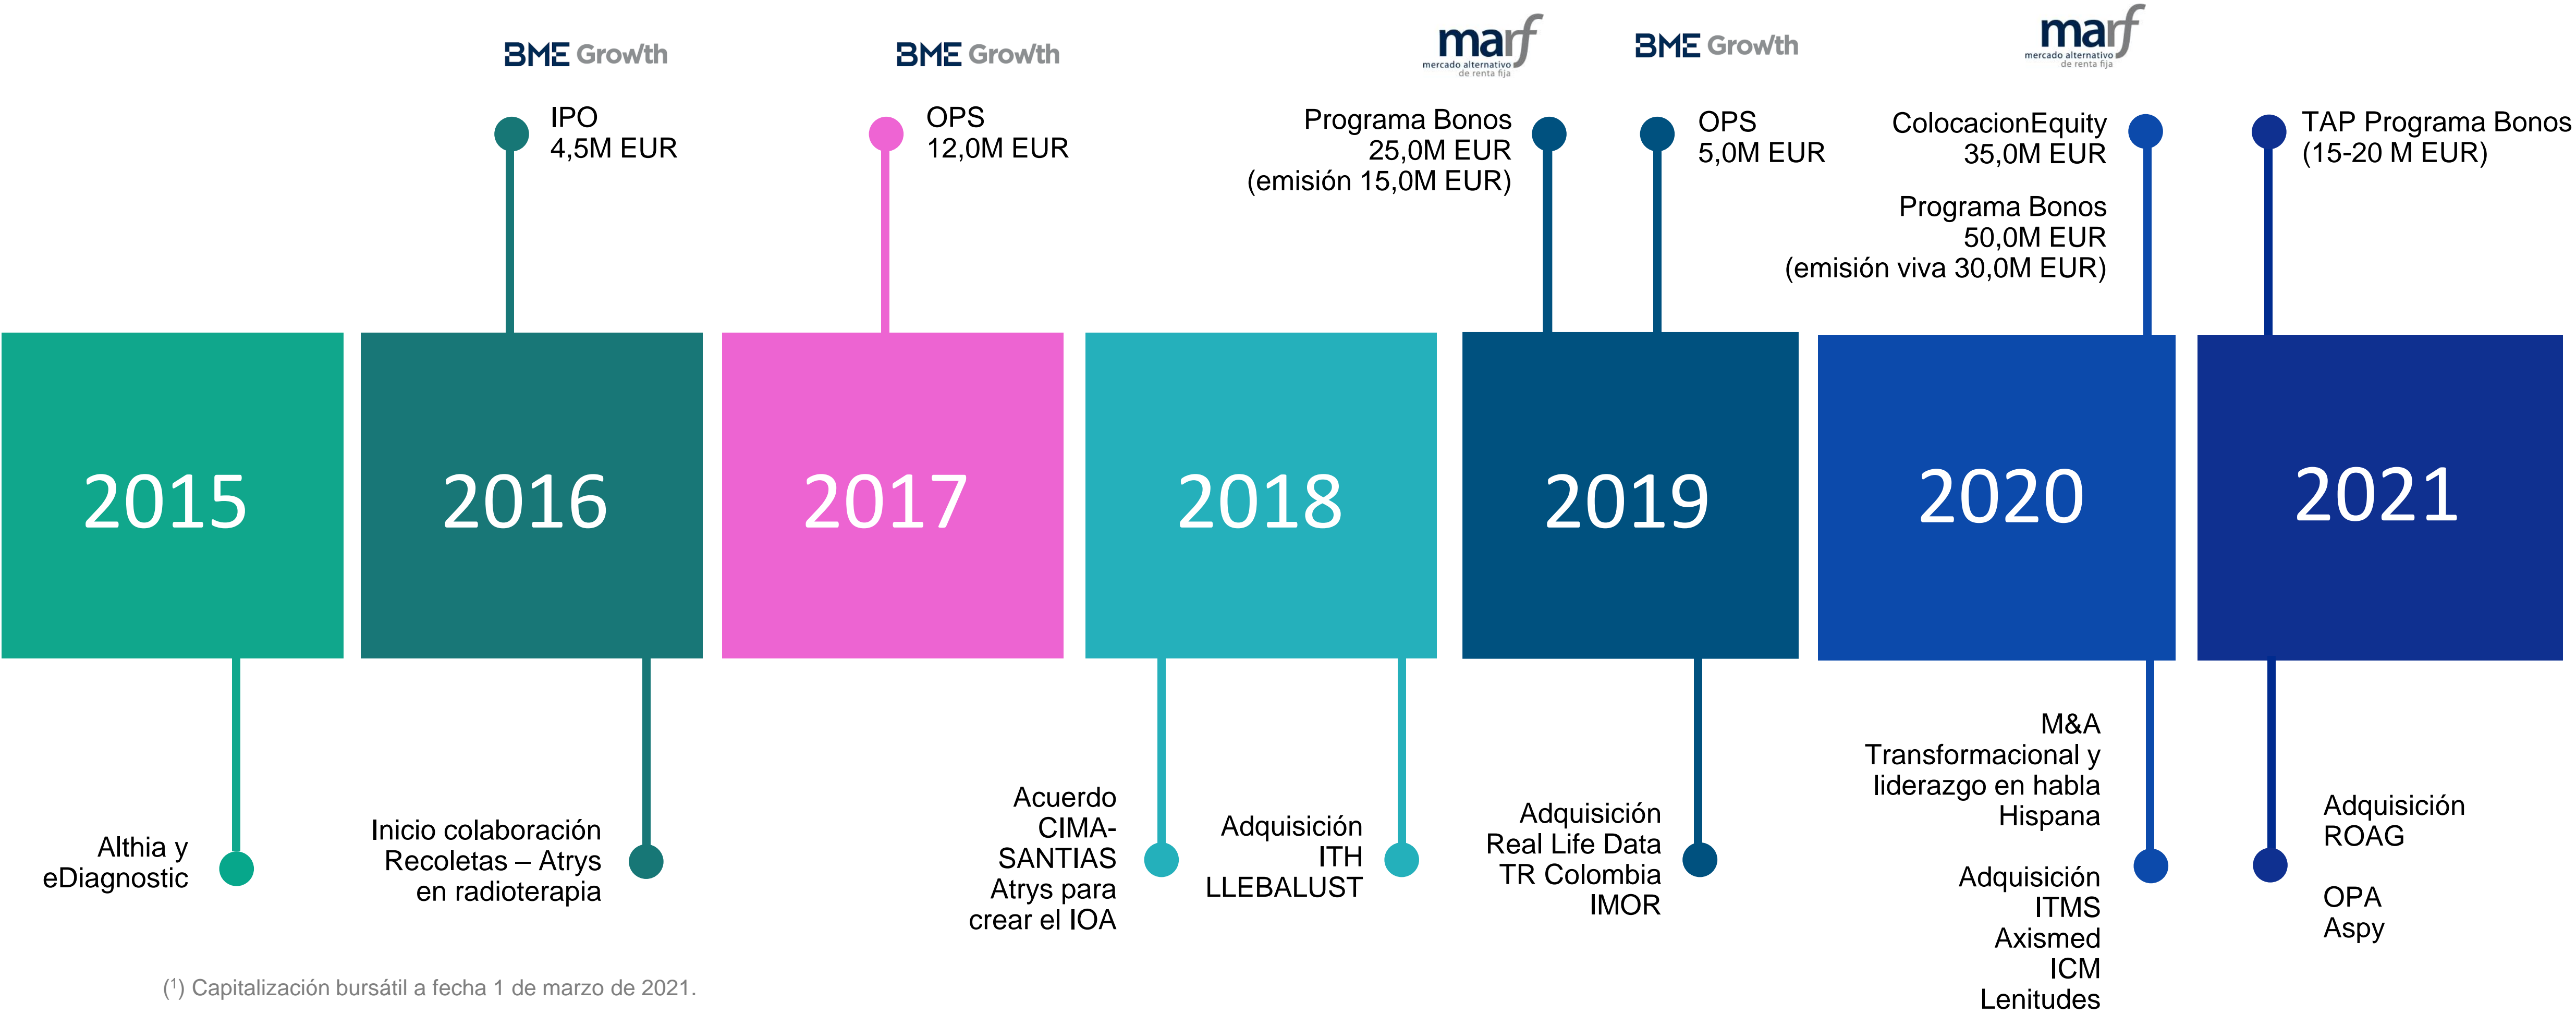 BME Growth
BME Growth
marf
mercado alternativo
de renta fija
BME Growth
marf
mercado alternativo
de renta fija
IPO
4,5M EUR
OPS
12,0M EUR
Programa Bonos
25,0M EUR
(emisión 15,0M EUR)
OPS
5,0M EUR
ColocacionEquity
35,0M EUR
Programa Bonos
50,0M EUR
(emisión viva 30,0M EUR)
TAP Programa Bonos
(15-20 M EUR)
2015
2016
2017
2018
2019
2020
2021
Althia y
eDiagnostic
Inicio colaboración
Recoletas – Atrys
en radioterapia
Acuerdo
CIMA-
SANTIAS
Atrys para
crear el IOA
Adquisición
ITH
LLEBALUST
Adquisición
Real Life Data
TR Colombia
IMOR
M&A
Transformacional y
liderazgo en habla
Hispana
Adquisición
ITMS
Axismed
ICM
Lenitudes
Adquisición
ROAG
OPA
Aspy
(¹) Capitalización bursátil a fecha 1 de marzo de 2021.